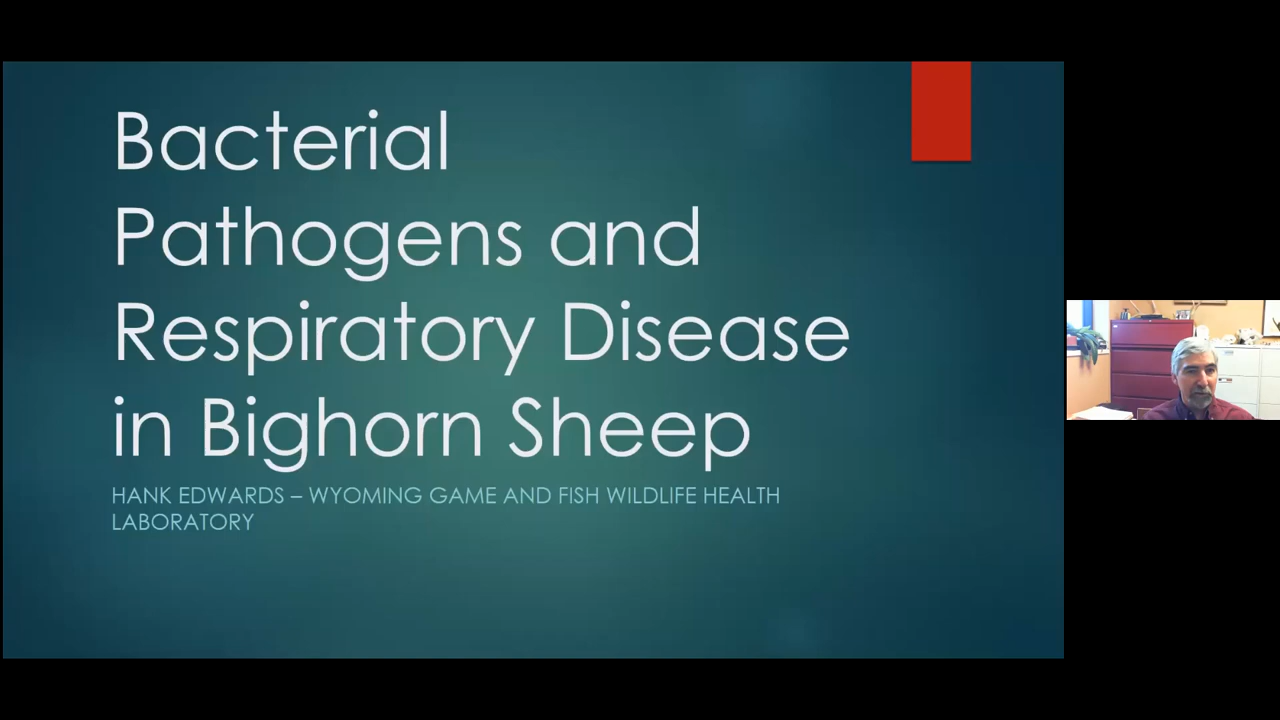 Bacterial
Pathogens and
Respiratory Disease
in Bighorn Sheep
HANK EDWARDS – WYOMING GAME AND FISH WILDLIFE HEALTH
LABORATORY